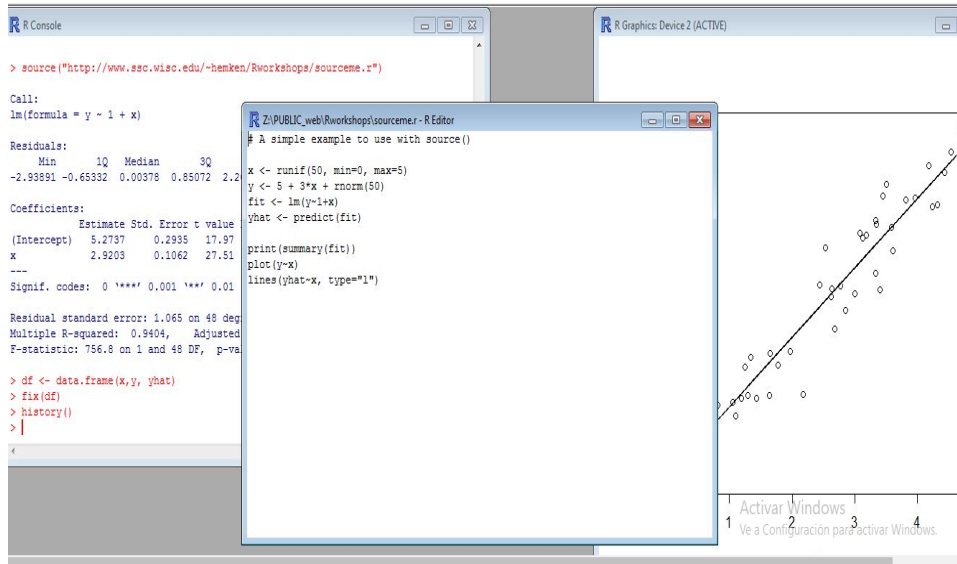 R Console
> source("http://www.ssc.wisc.edu/~hemken/Rworkshops/sourceme.r")
Call:
lm(formula = y ~ 1 + x)
Residuals:
Min 1Q Median 3Q
-2.93891 -0.65332 0.00378 0.85072
Coefficients:
Estimate Std. Error t value
(Intercept) 5.2737 0.2935 17.97
x 2.9203 0.1062 27.51
---
Signif. codes: 0 '***' 0.001 '**' 0.01
Residual standard error: 1.065 on 48
Multiple R-squared: 0.9404, Adjusted
F-statistic: 756.8 on 1 and 48 DF,
> df <- data.frame(x,y, yhat)
> fix(df)
> history()
>
Z:\PUBLIC_web\Rworkshops\sourceme.r - R Editor
# A simple example to use with source()
x <- runif(50, min=0, max=5)
y <- 5 + 3*x + rnorm(50)
fit <- lm(y~1+x)
yhat <- predict(fit)
print(summary(fit))
plot(y~x)
lines(yhat~x, type="l")
R Graphics: Device 2 (ACTIVE)
1 2 3 4
Activar Windows
Ve a Configuración para activar Windows.